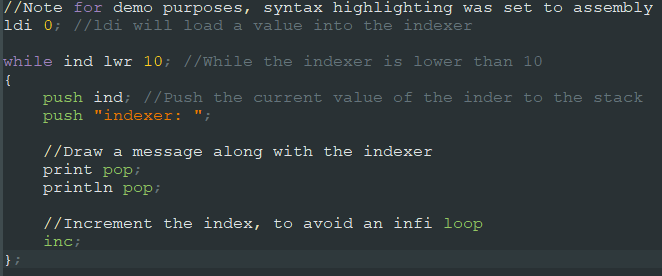 //Note for demo purposes, syntax highlighting was set to assembly
ldi 0; //ldi will load a value into the indexer
while ind lwr 10; //While the indexer is lower than 10
{
push ind; //Push the current value of the inder to the stack
push "indexer: ";
//Draw a message along with the indexer
print pop;
println pop;
//Increment the index, to avoid an infi loop
inc;
};